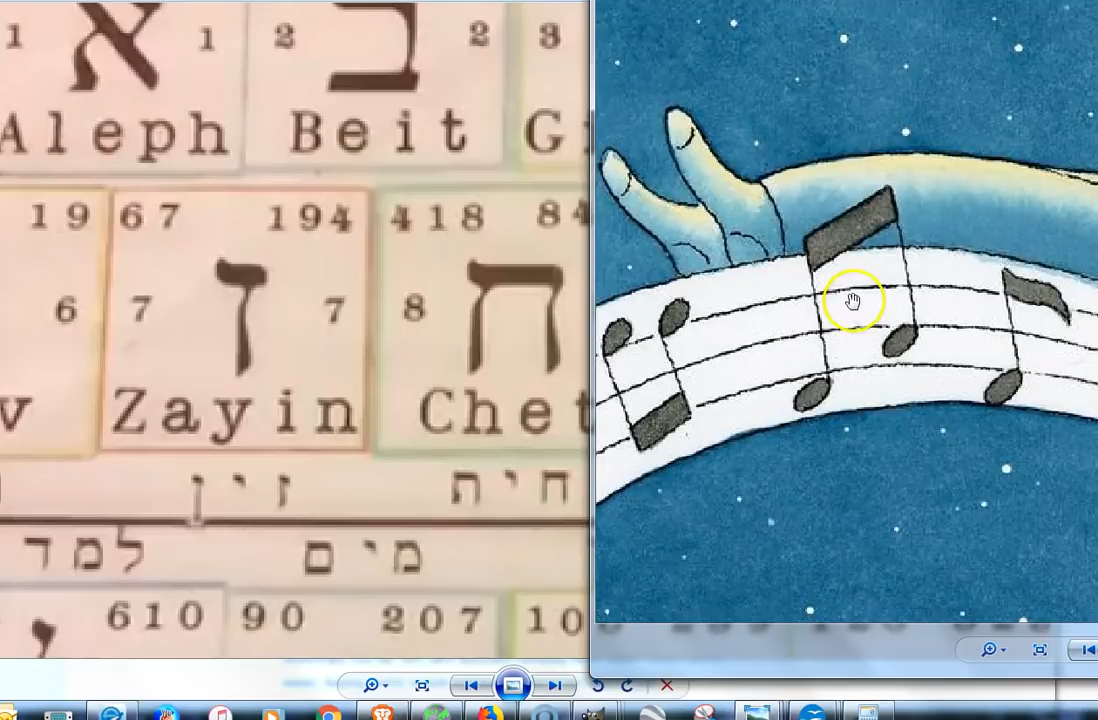 1 א 1 2 ב 2 3
Aleph Beit G
19 67 194 418 84
6 7 ז 7 8 ח
v Zayin Chet
זין חית
למד מים
610 90 207 10
י